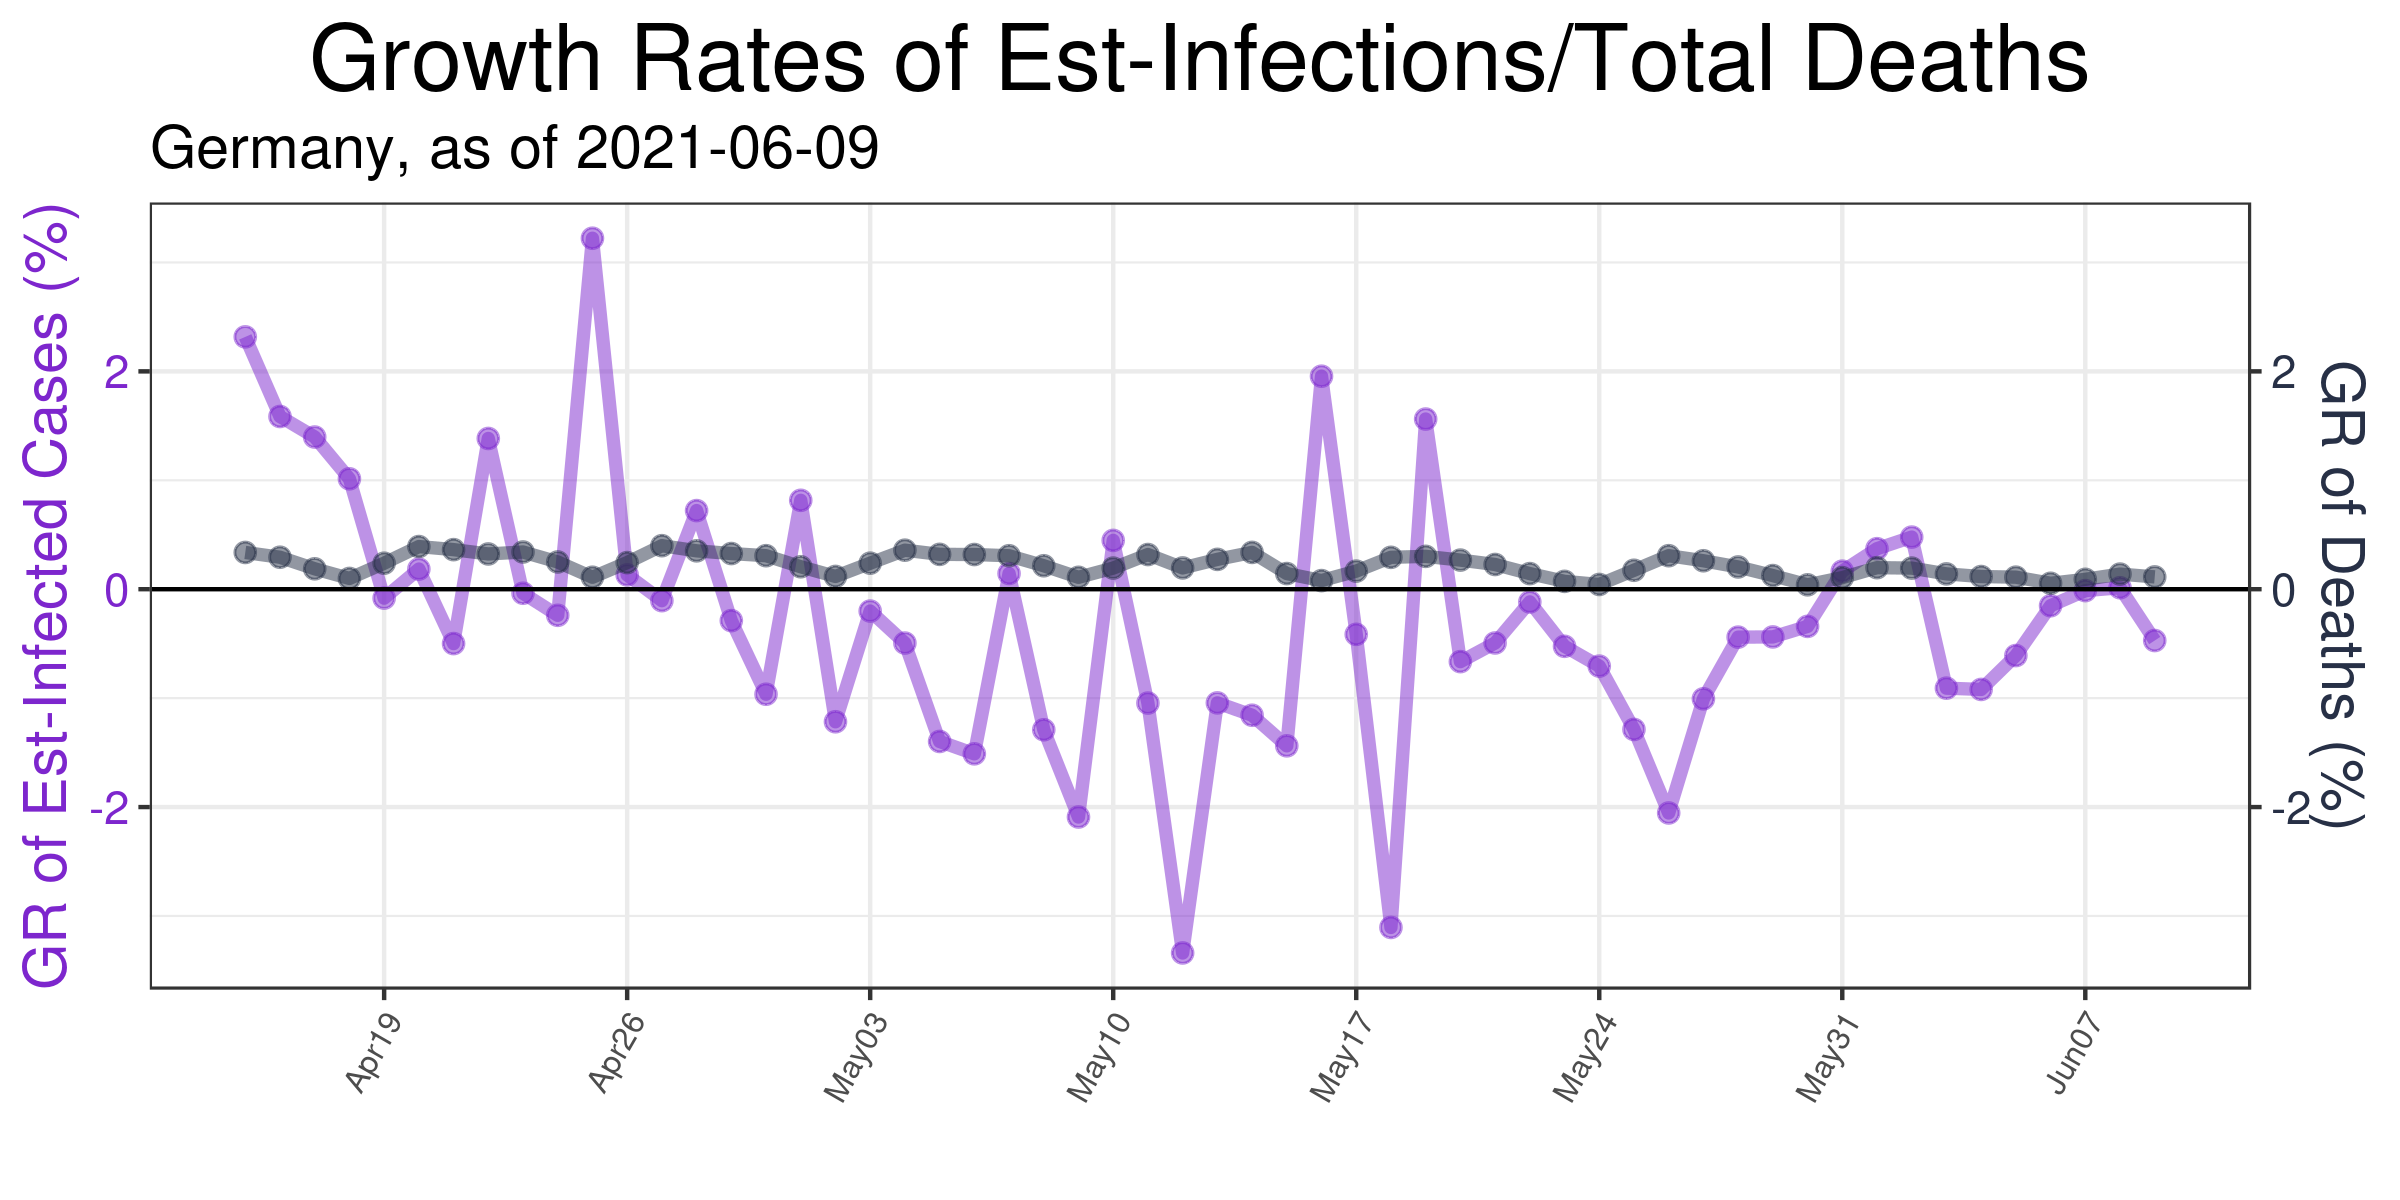 Growth Rates of Est-Infections/Total Deaths
Germany, as of 2021-06-09
GR of Est-Infected Cases (%)
2
0
-2
2
0
-2
GR of Deaths (%)
Apr19
Apr26
May03
May10
May17
May24
May31
Jun07